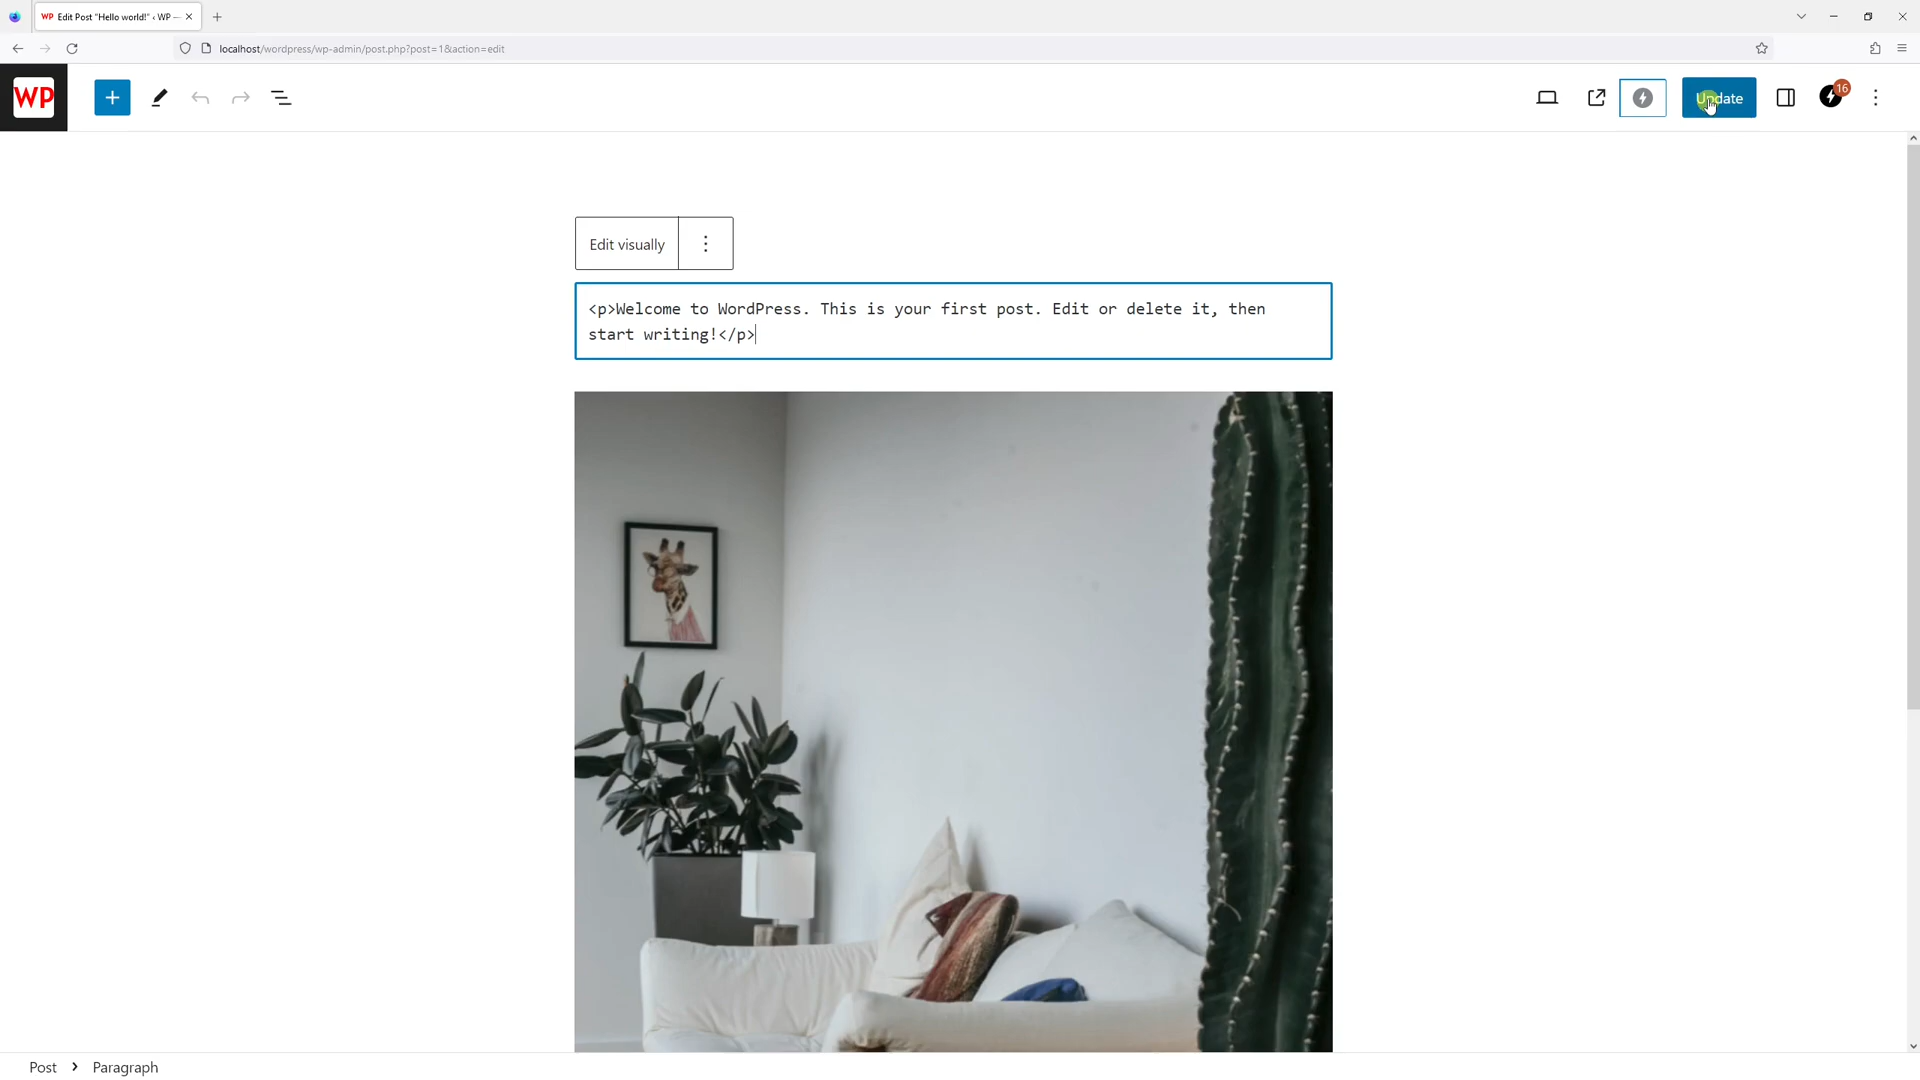 WP Edit Post "Hello world!" ‹ WP —
localhost/wordpress/wp-admin/post.php?post=1&action=edit
WP
Update
16
Edit visually
<p>Welcome to WordPress. This is your first post. Edit or delete it, then
start writing!</p>
Post
Paragraph